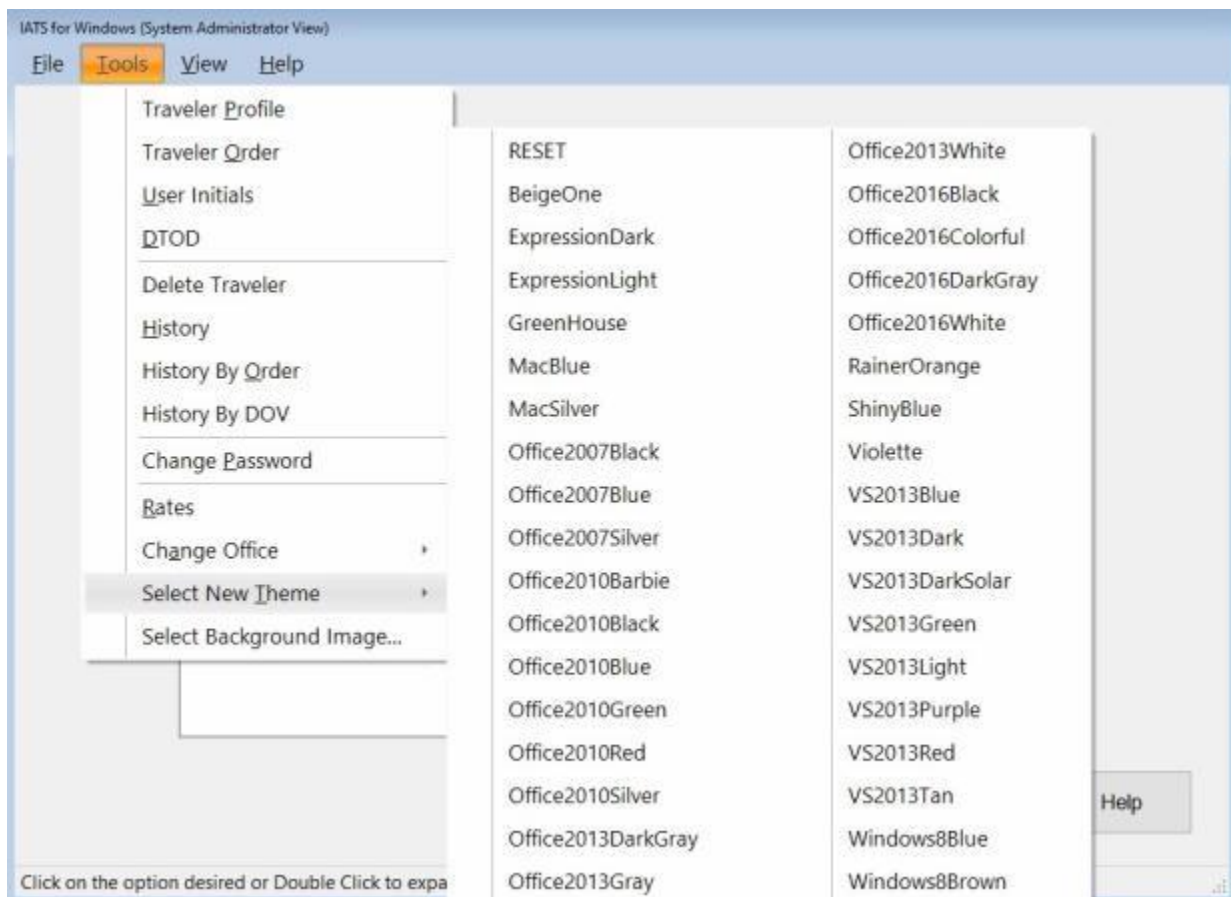 IATS for Windows (System Administrator View)
File Tools View Help
Traveler Profile
Traveler Order
User Initials
DTOD
Delete Traveler
History
History By Order
History By DOV
Change Password
Rates
Change Office
Select New Theme
Select Background Image...
RESET
BeigeOne
ExpressionDark
ExpressionLight
GreenHouse
MacBlue
MacSilver
Office2007Black
Office2007Blue
Office2007Silver
Office2010Barbie
Office2010Black
Office2010Blue
Office2010Green
Office2010Red
Office2010Silver
Office2013DarkGray
Office2013Gray
Office2013White
Office2016Black
Office2016Colorful
Office2016DarkGray
Office2016White
RainerOrange
ShinyBlue
Violette
VS2013Blue
VS2013Dark
VS2013DarkSolar
VS2013Green
VS2013Light
VS2013Purple
VS2013Red
VS2013Tan
Windows8Blue
Windows8Brown
Help
Click on the option desired or Double Click to expa